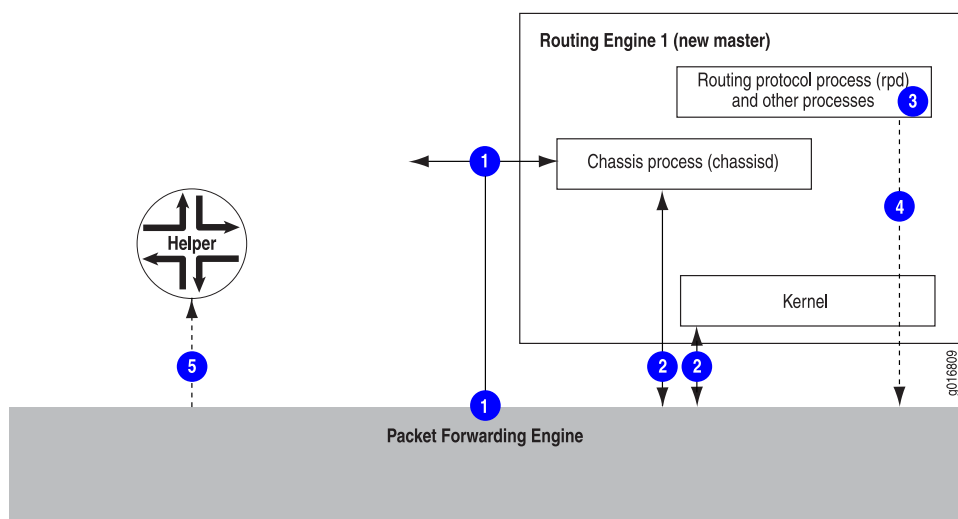 Routing Engine 1 (new master)
Routing protocol process (rpd)
and other processes
3
1
Chassis process (chassisd)
4
Helper
Kernel
5
2
2
g016809
1
Packet Forwarding Engine